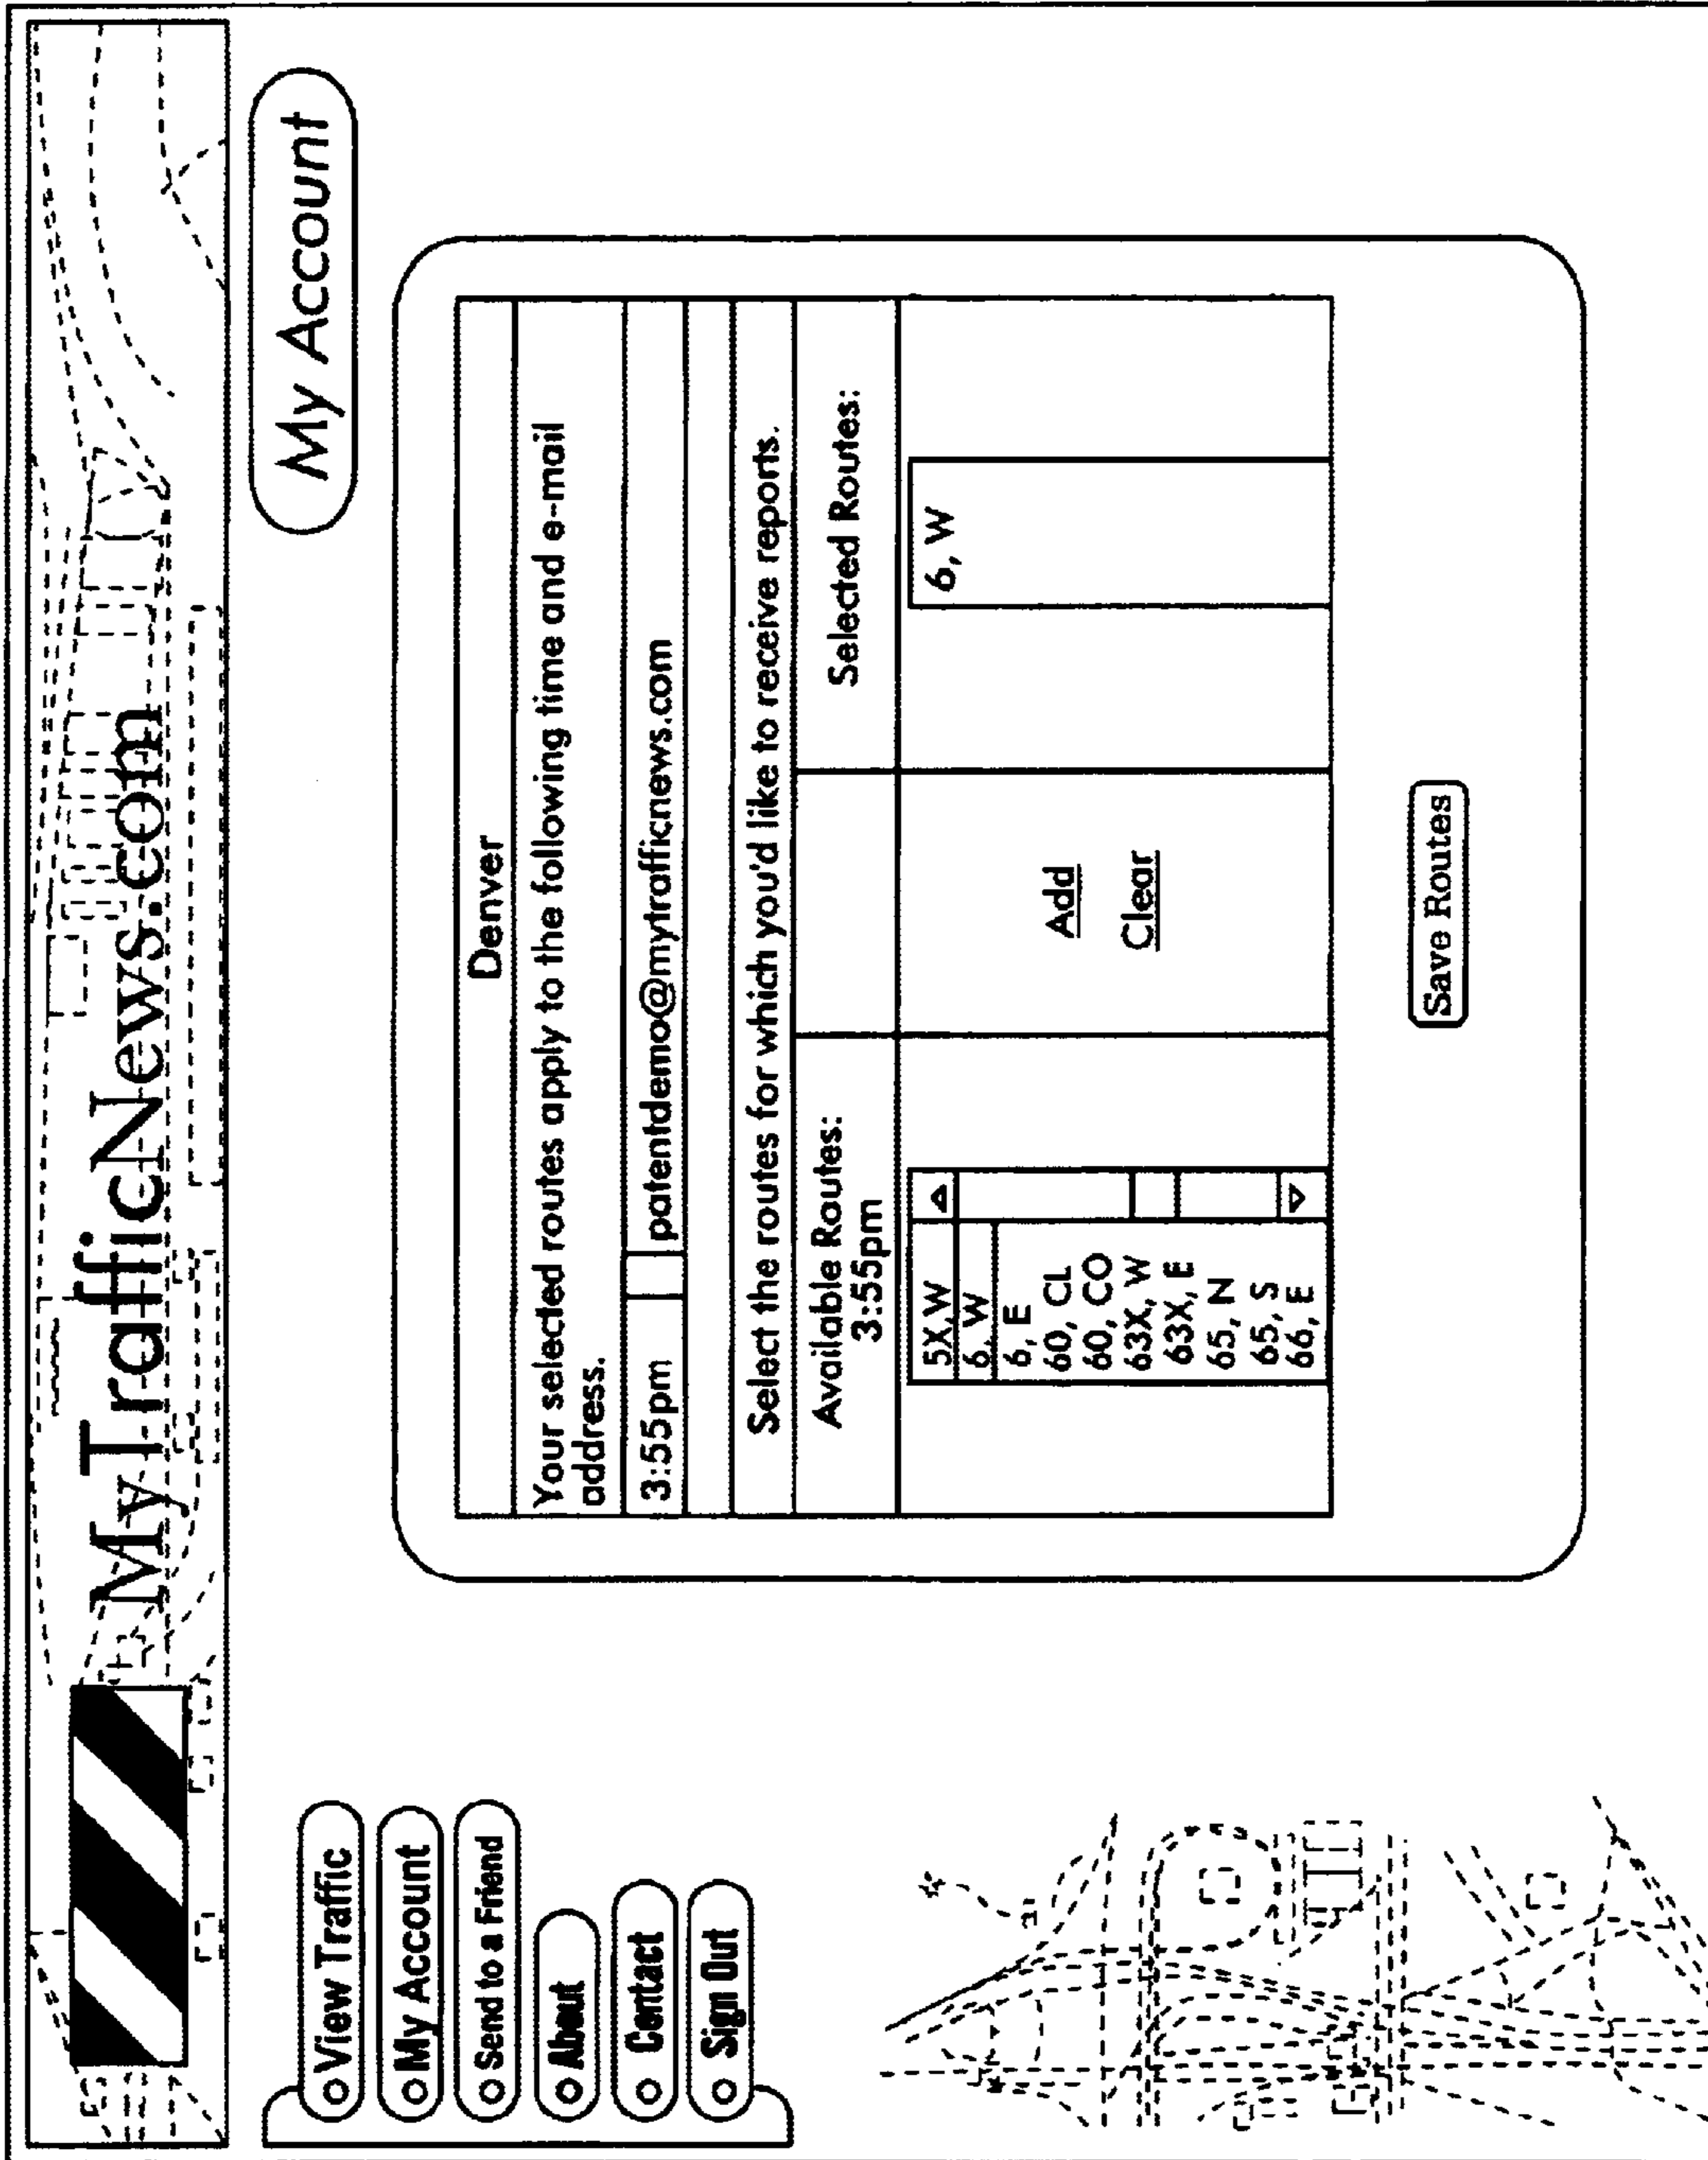 MyTrafficNews.com
My Account
View Traffic
My Account
Send to a Friend
About
Contact
Sign Out
Denver
Your selected routes apply to the following time and e-mail
address.
3:55pm patentdemo@mytrafficnews.com
Select the routes for which you'd like to receive reports.
Available Routes:
3:55pm
Selected Routes:
5X,W
6, W
6, E
60, CL
60, CO
63X, W
63X, E
65, N
65, S
66, E
Add
Clear
6, W
Save Routes